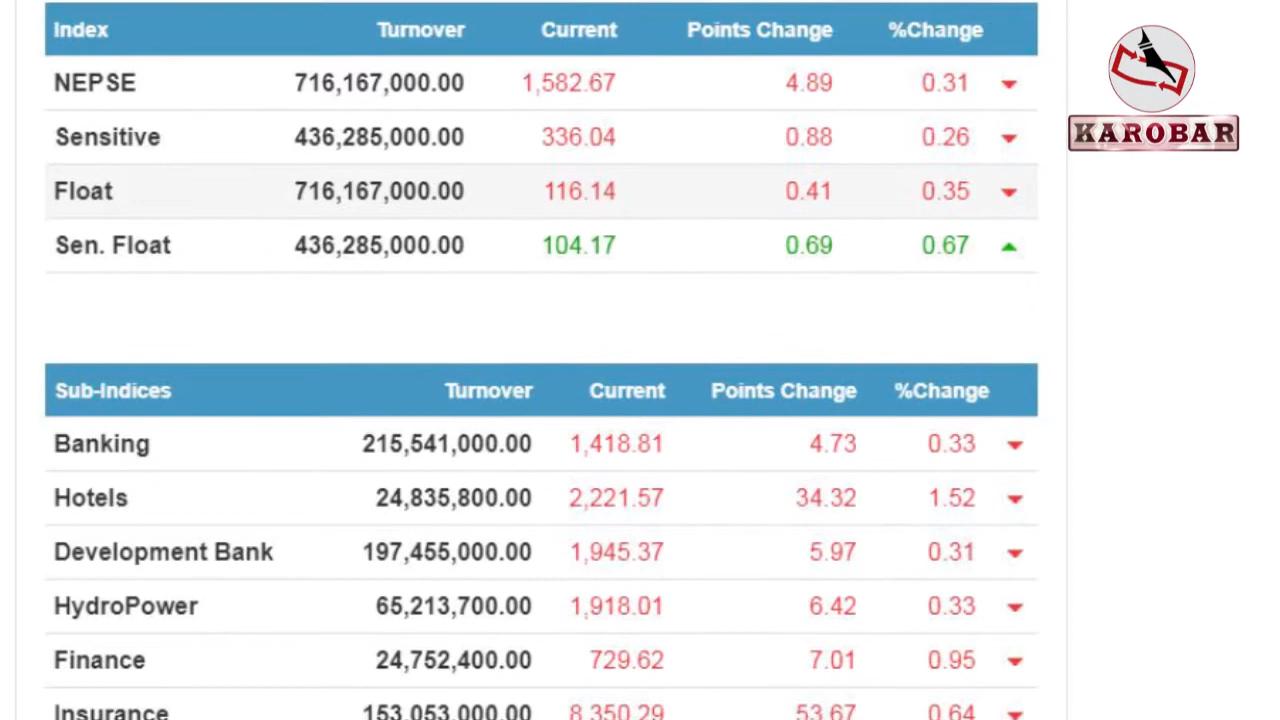 Index Turnover Current Points Change %Change
NEPSE 716,167,000.00 1,582.67 4.89 0.31
Sensitive 436,285,000.00 336.04 0.88 0.26
Float 716,167,000.00 116.14 0.41 0.35
Sen. Float 436,285,000.00 104.17 0.69 0.67
KAROBAR
Sub-Indices Turnover Current Points Change %Change
Banking 215,541,000.00 1,418.81 4.73 0.33
Hotels 24,835,800.00 2,221.57 34.32 1.52
Development Bank 197,455,000.00 1,945.37 5.97 0.31
HydroPower 65,213,700.00 1,918.01 6.42 0.33
Finance 24,752,400.00 729.62 7.01 0.95
Insurance 153,053,000.00 8,350.29 53.67 0.64